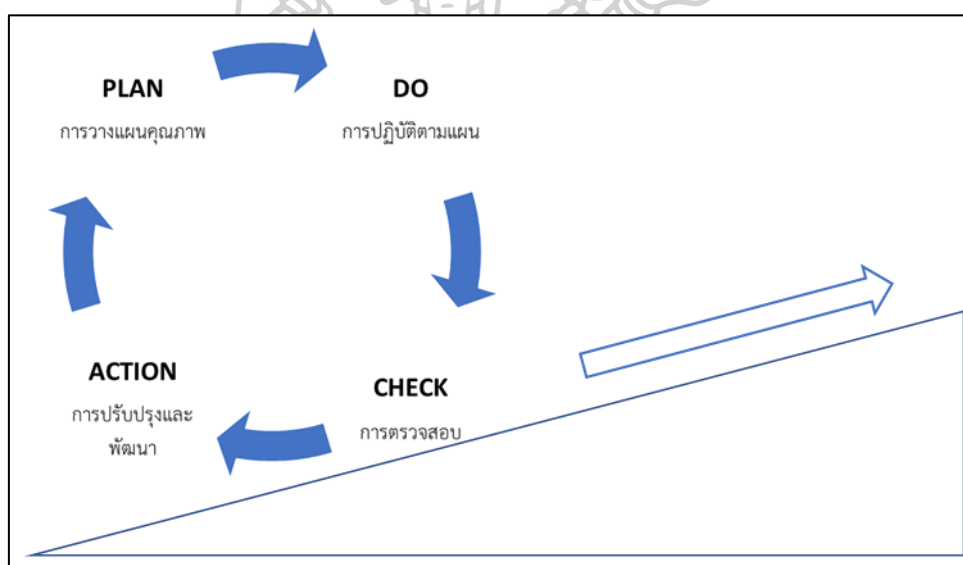 PLAN
การวางแผนคุณภาพ
DO
การปฏิบัติตามแผน
ACTION
การปรับปรุงและ
พัฒนา
CHECK
การตรวจสอบ